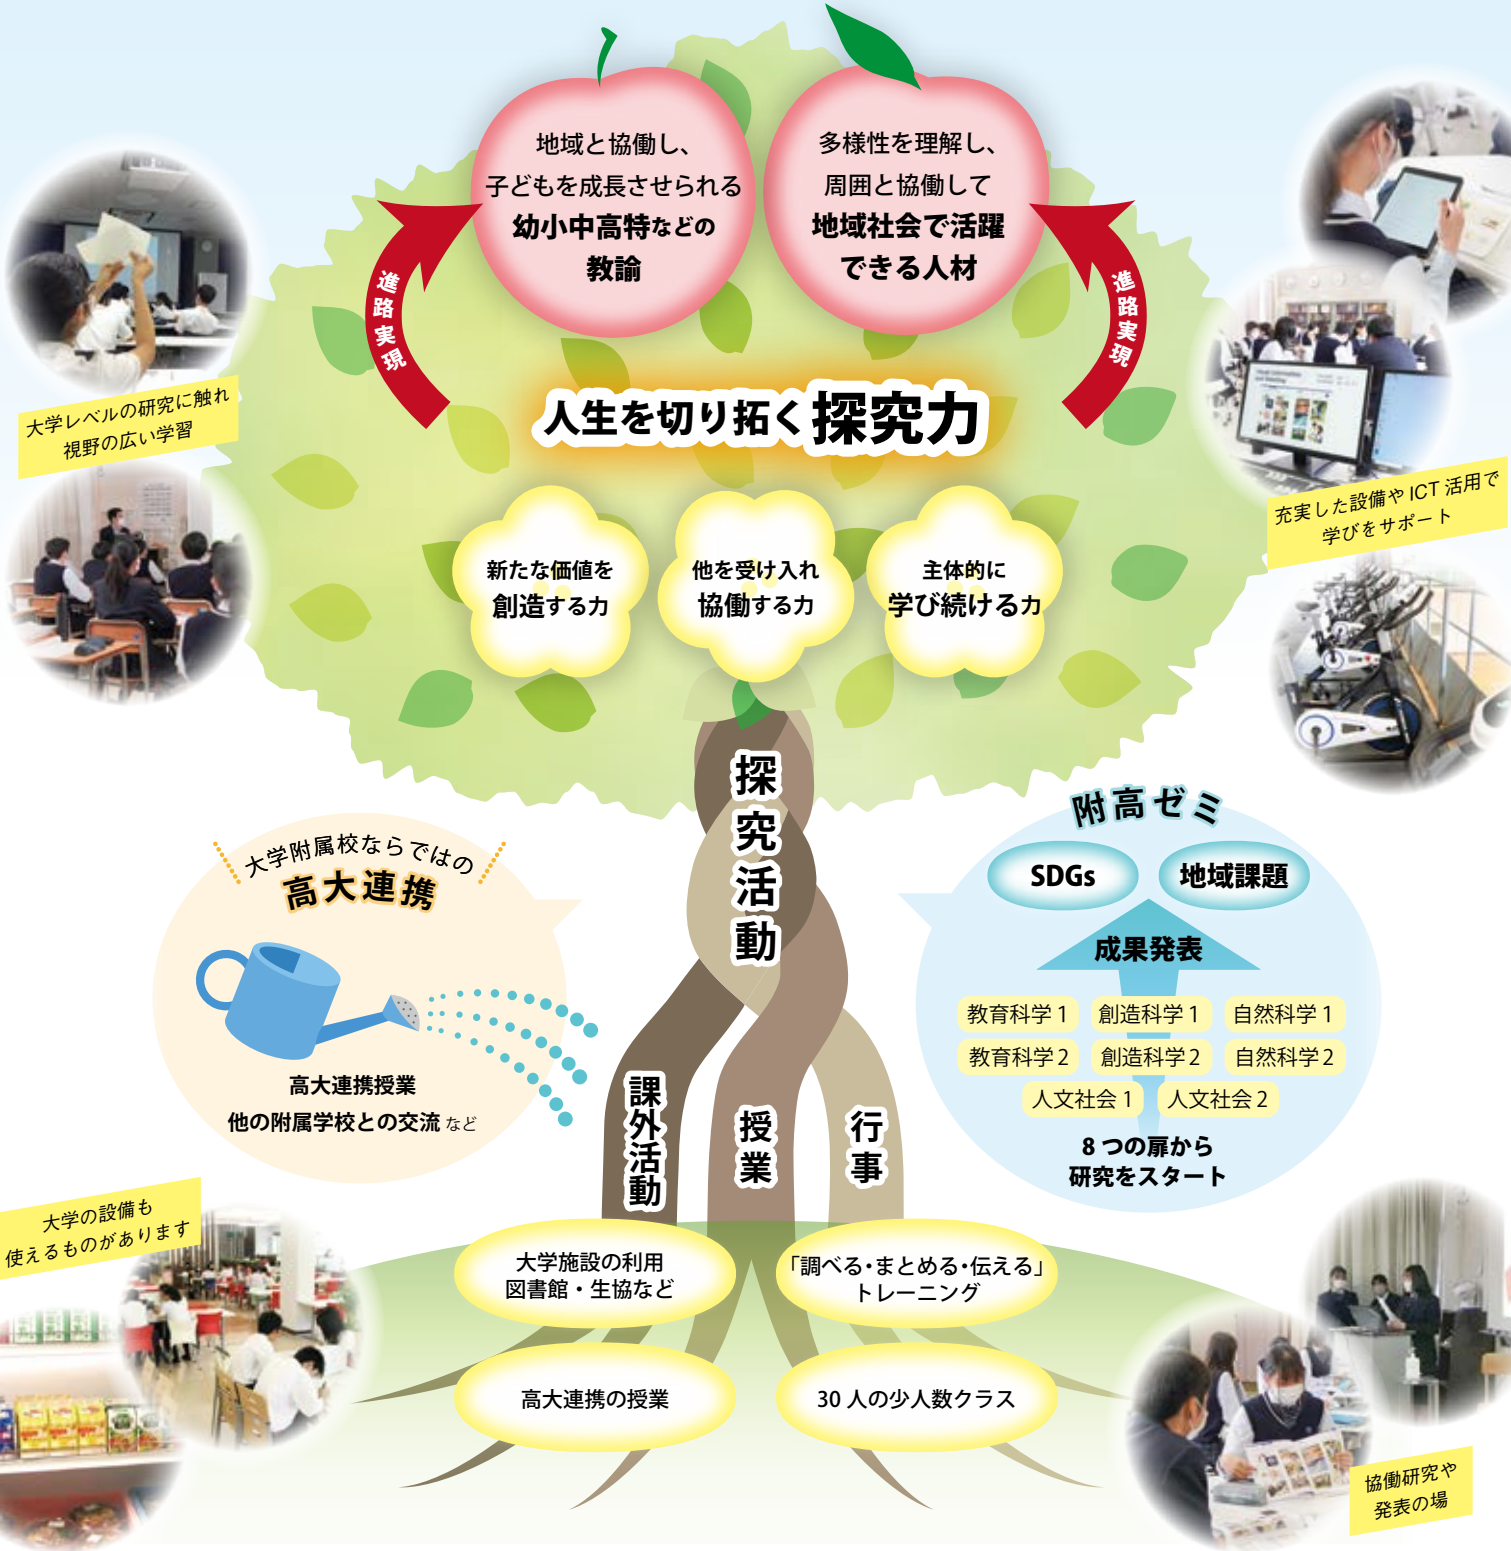 地域と協働し、
子どもを成長させられる
幼小中高特などの
教諭
多様性を理解し、
周囲と協働して
地域社会で活躍
できる人材
進路実現
進路実現
大学レベルの研究に触れ
視野の広い学習
人生を切り拓く探究力
充実した設備や ICT 活用で
学びをサポート
新たな価値を
創造する力
他を受け入れ
協働する力
主体的に
学び続ける力
探究活動
大学附属校ならではの
高大連携
高大連携授業
他の附属学校との交流 など
附高ゼミ
SDGs
地域課題
成果発表
教育科学 1
創造科学 1
自然科学 1
教育科学 2
創造科学 2
自然科学 2
人文社会 1
人文社会 2
8 つの扉から
研究をスタート
課外活動
授業
行事
大学の設備も
使えるものがあります
大学施設の利用
図書館・生協など
「調べる・まとめる・伝える」
トレーニング
高大連携の授業
30 人の少人数クラス
協働研究や
発表の場